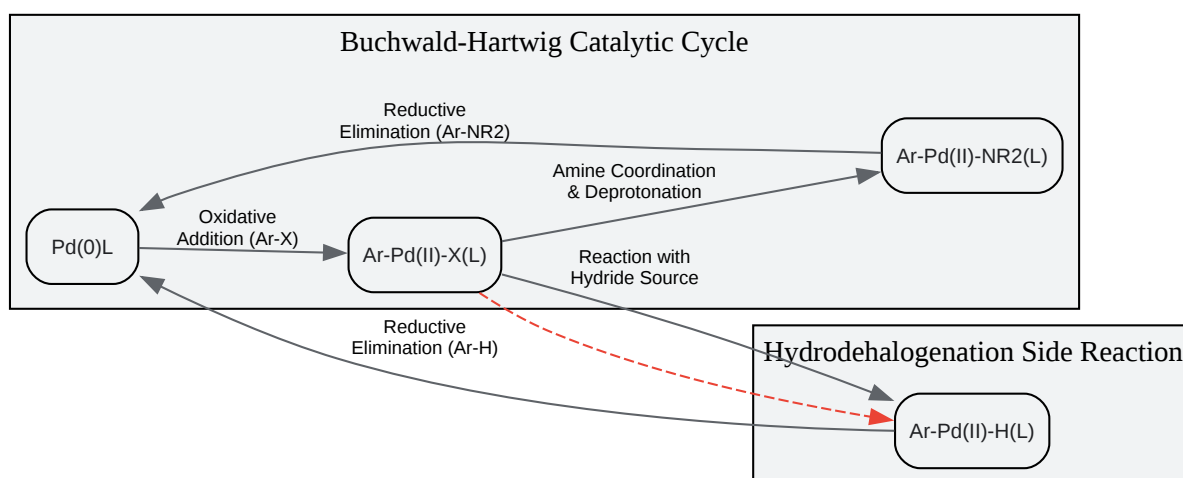 Buchwald-Hartwig Catalytic Cycle
Reductive
Elimination (Ar-NR2)
Ar-Pd(II)-NR2(L)
Amine Coordination
& Deprotonation
Oxidative
Addition (Ar-X)
Pd(0)L
Ar-Pd(II)-X(L)
Reaction with
Hydride Source
Reductive
Elimination (Ar-H)
Hydrodehalogenation Side Reaction
Ar-Pd(II)-H(L)